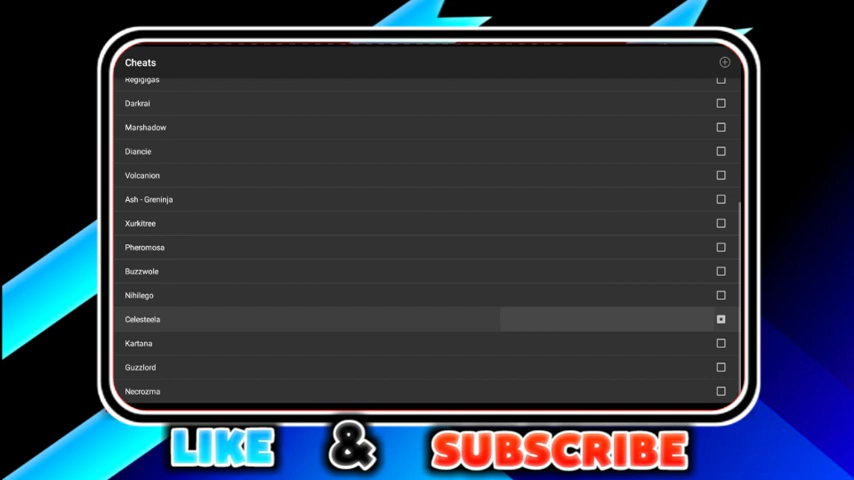 Cheats
Regigigas
Darkrai
Marshadow
Diancie
Volcanion
Ash - Greninja
Xurkitree
Pheromosa
Buzzwole
Nihilego
Celesteela
Kartana
Guzzlord
Necrozma
LIKE & SUBSCRIBE